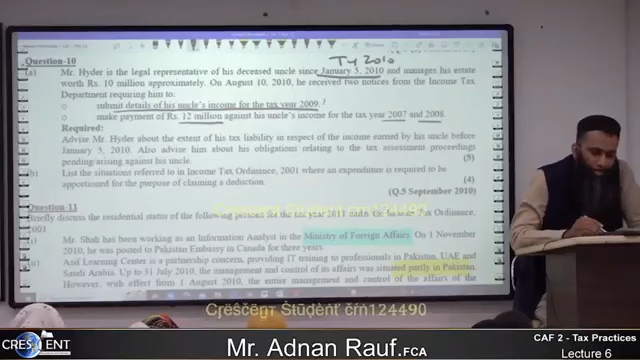 Question-10
TY 2010
(a) Mr. Hyder is the legal representative of his deceased uncle since January 5, 2010 and manages his estate
worth Rs. 10 million approximately. On August 10, 2010, he received two notices from the Income Tax
Department requiring him to:
o submit details of his uncle's income for the tax year 2009.
o make payment of Rs. 12 million against his uncle's income for the tax year 2007 and 2008.
Required:
Advise Mr. Hyder about the extent of his tax liability in respect of the income earned by his uncle before
January 5, 2010. Also advise him about his obligations relating to the tax assessment proceedings
pending/arising against his uncle. (5)
(b) List the situations referred to in Income Tax Ordinance, 2001 where an expenditure is required to be
apportioned for the purpose of claiming a deduction. (4)
(Q.5 September 2010)
Crescent Student crn124490
Question-11
Briefly discuss the residential status of the following persons for the tax year 2011 under the Income Tax Ordinance,
2001
Mr. Shah has been working as an Information Analyst in the Ministry of Foreign Affairs. On 1 November
2010, he was posted to Pakistan Embassy in Canada for three years.
Asif Learning Center is a partnership concern, providing IT training to professionals in Pakistan, UAE and
Saudi Arabia. Up to 31 July 2010, the management and control of its affairs was situated partly in Pakistan.
However, with effect from 1 August 2010, the entire management and control of the affairs of the
Crescent Student crn124490
CRESCENT
Mr. Adnan Rauf.FCA
CAF 2 - Tax Practices
Lecture 6